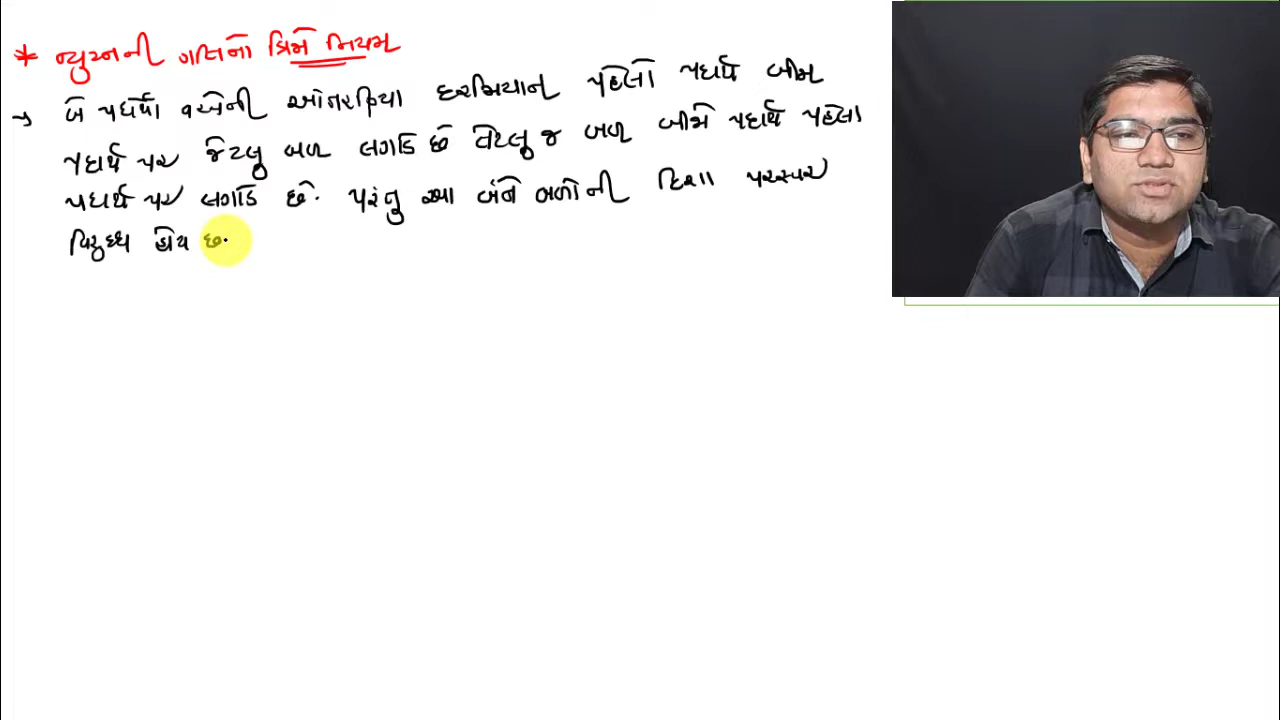 * ન્યુટનની ગતિનો ત્રિજો નિયમ
→ બે પદાર્થો વચ્ચેની આંતરક્રિયા દરમિયાન પહેલો પદાર્થ બીજા
પદાર્થ પર જેટલુ બળ લગાડે છે તેટલુ જ બળ બીજો પદાર્થ પહેલા
પદાર્થ પર લગાડે છે. પરંતુ આ બંને બળોની દિશા પરસ્પર
વિરુધ્ધ હોય છે.